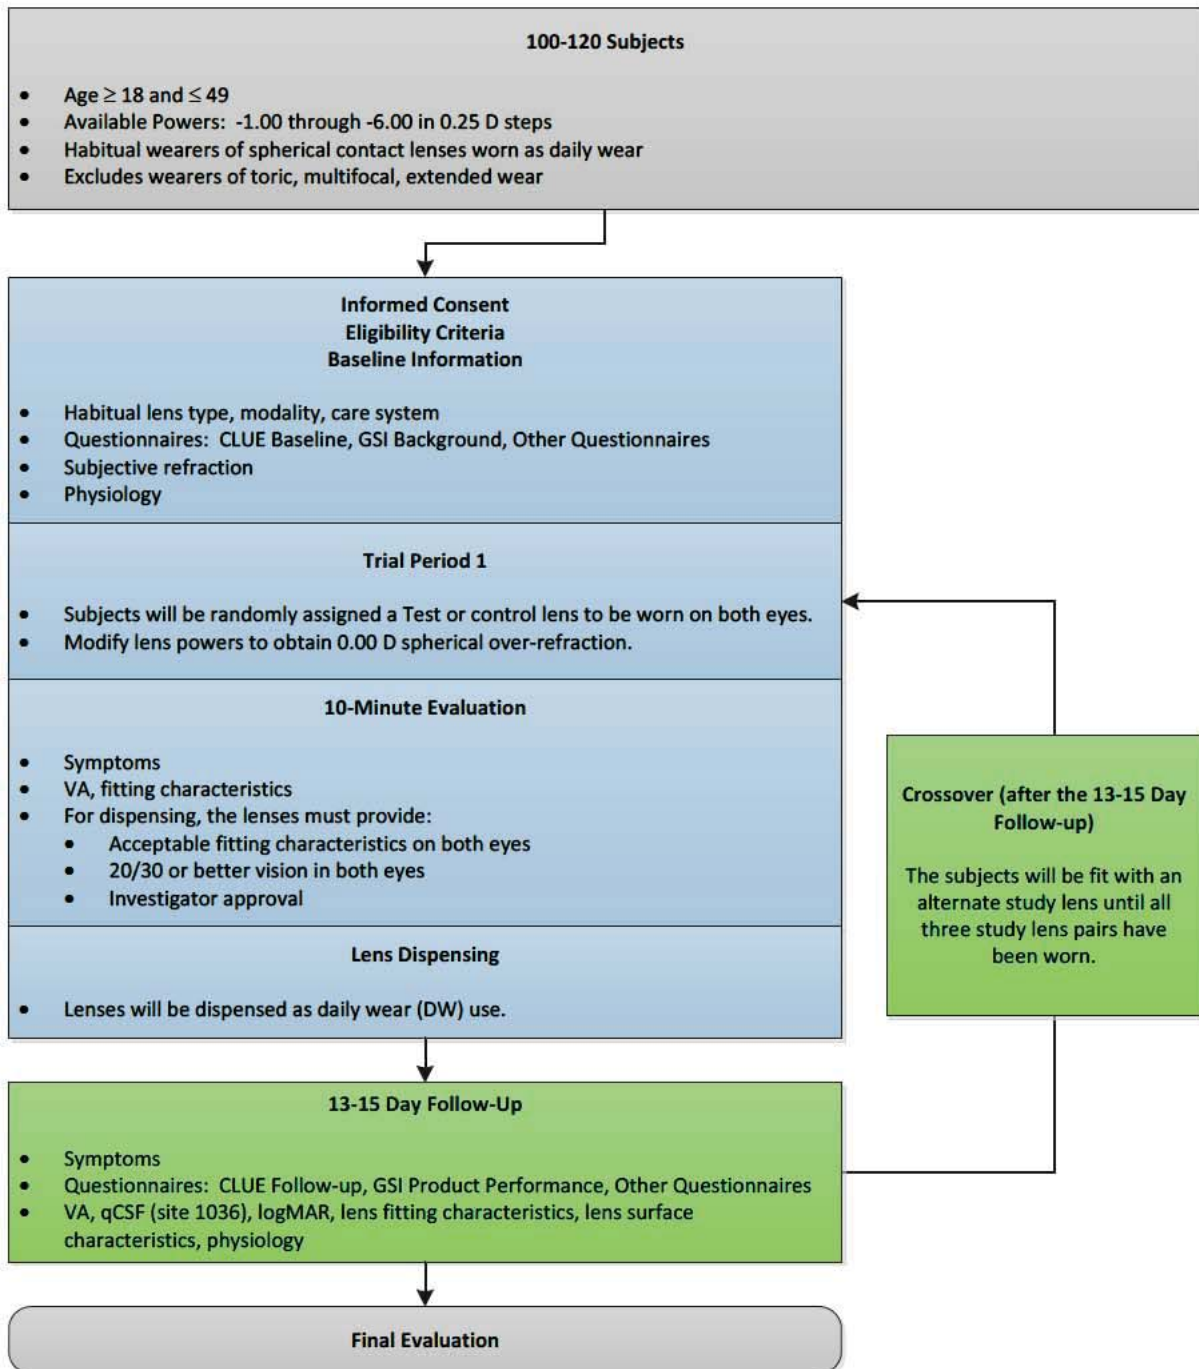 100-120 Subjects
• Age ≥ 18 and ≤ 49
• Available Powers: -1.00 through -6.00 in 0.25 D steps
• Habitual wearers of spherical contact lenses worn as daily wear
• Excludes wearers of toric, multifocal, extended wear
Informed Consent
Eligibility Criteria
Baseline Information
• Habitual lens type, modality, care system
• Questionnaires: CLUE Baseline, GSI Background, Other Questionnaires
• Subjective refraction
• Physiology
Trial Period 1
• Subjects will be randomly assigned a Test or control lens to be worn on both eyes.
• Modify lens powers to obtain 0.00 D spherical over-refraction.
10-Minute Evaluation
• Symptoms
• VA, fitting characteristics
• For dispensing, the lenses must provide:
• Acceptable fitting characteristics on both eyes
• 20/30 or better vision in both eyes
• Investigator approval
Lens Dispensing
• Lenses will be dispensed as daily wear (DW) use.
Crossover (after the 13-15 Day
Follow-up)
The subjects will be fit with an
alternate study lens until all
three study lens pairs have
been worn.
13-15 Day Follow-Up
• Symptoms
• Questionnaires: CLUE Follow-up, GSI Product Performance, Other Questionnaires
• VA, qCSF (site 1036), logMAR, lens fitting characteristics, lens surface
characteristics, physiology
Final Evaluation